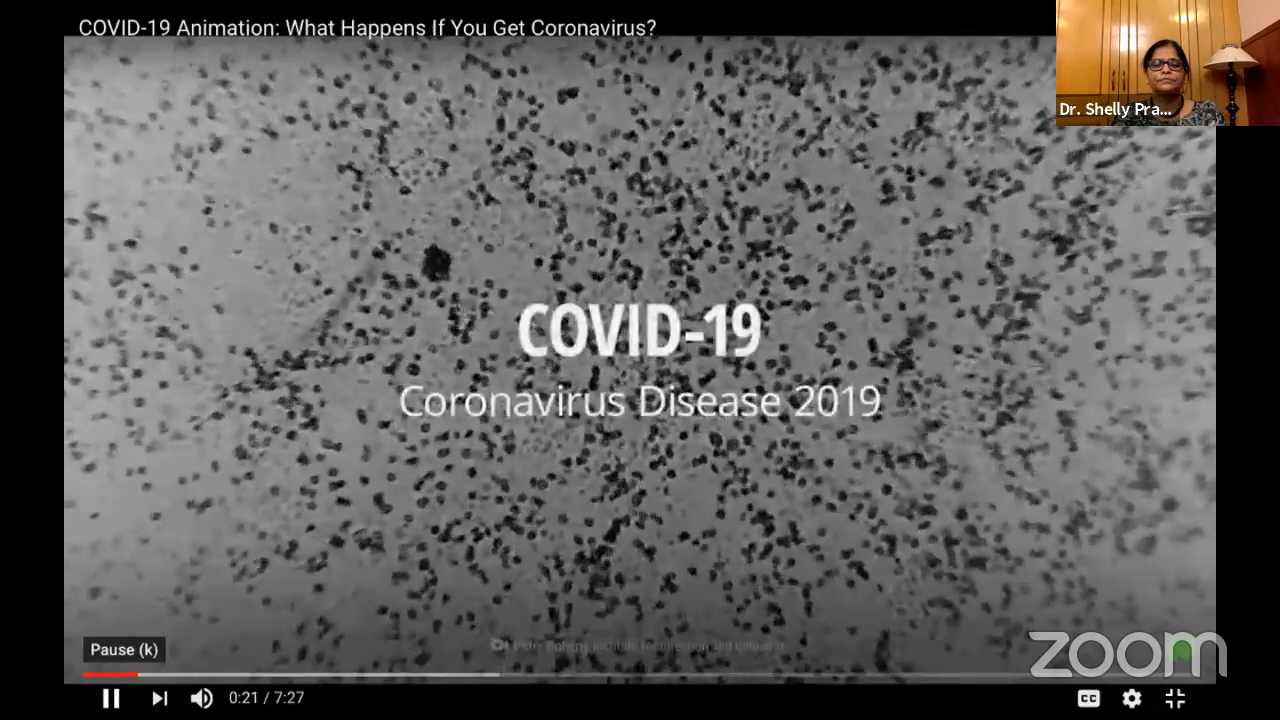 COVID-19 Animation: What Happens If You Get Coronavirus?
Dr. Shelly Pra...
COVID-19
Coronavirus Disease 2019
Pause (k)
zoom
0:21 / 7:27
CC